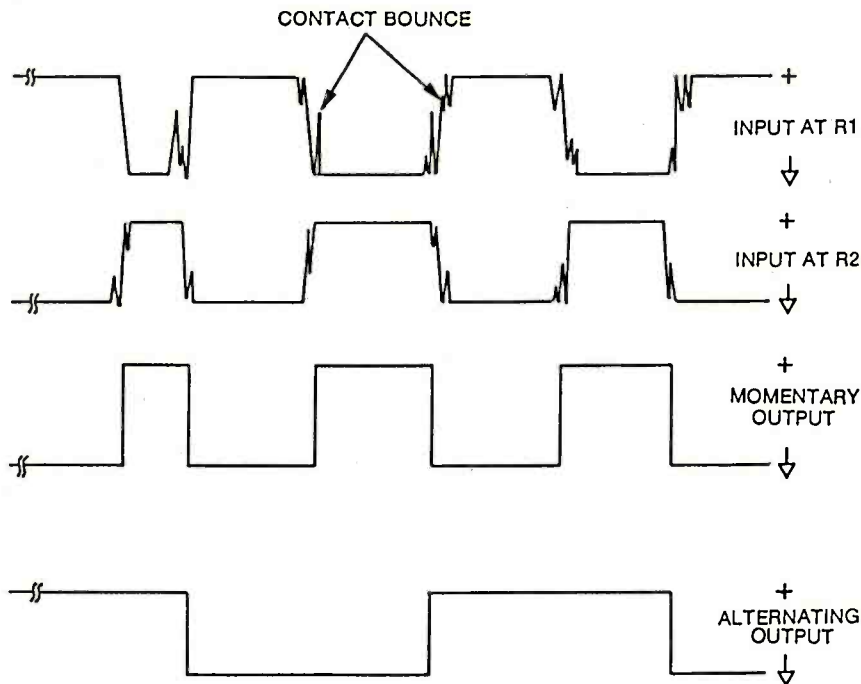 CONTACT BOUNCE
+
INPUT AT R1
+
INPUT AT R2
+
MOMENTARY
OUTPUT
+
ALTERNATING
OUTPUT